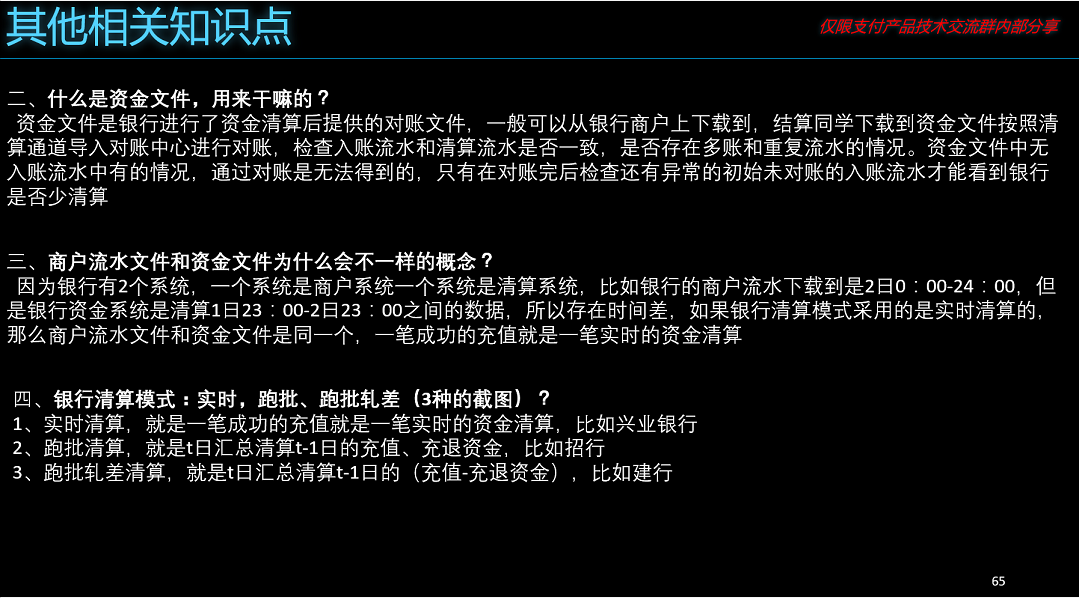 其他相关知识点
仅限支付产品技术交流群内部分享
二、什么是资金文件，用来干嘛的？
资金文件是银行进行了资金清算后提供的对账文件，一般可以从银行商户上下载到，结算同学下载到资金文件按照清
算通道导入对账中心进行对账，检查入账流水和清算流水是否一致，是否存在多账和重复流水的情况。资金文件中无
入账流水中有的情况，通过对账是无法得到的，只有在对账完后检查还有异常的初始未对账的入账流水才能看到银行
是否少清算
三、商户流水文件和资金文件为什么会不一样的概念？
因为银行有2个系统，一个系统是商户系统一个系统是清算系统，比如银行的商户流水下载到是2日0：00-24：00，但
是银行资金系统是清算1日23：00-2日23：00之间的数据，所以存在时间差，如果银行清算模式采用的是实时清算的，
那么商户流水文件和资金文件是同一个，一笔成功的充值就是一笔实时的资金清算
四、银行清算模式：实时，跑批、跑批轧差（3种的截图）？
1、实时清算，就是一笔成功的充值就是一笔实时的资金清算，比如兴业银行
2、跑批清算，就是t日汇总清算t-1日的充值、充退资金，比如招行
3、跑批轧差清算，就是t日汇总清算t-1日的（充值-充退资金），比如建行
65